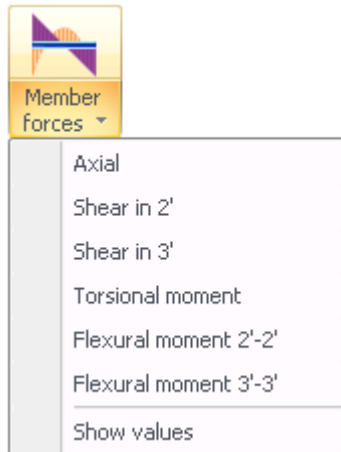 Member
forces
Axial
Shear in 2'
Shear in 3'
Torsional moment
Flexural moment 2'-2'
Flexural moment 3'-3'
Show values